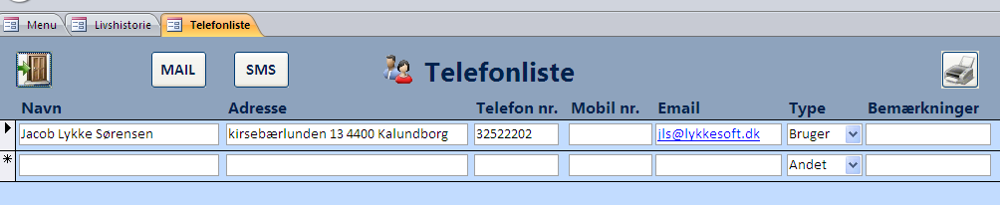 Menu Livshistorie Telefonliste
MAIL SMS Telefonliste
Navn Adresse Telefon nr. Mobil nr. Email Type Bemærkninger
Jacob Lykke Sørensen kirsebærlunden 13 4400 Kalundborg 32522202 jls@lykkesoft.dk Bruger
Andet